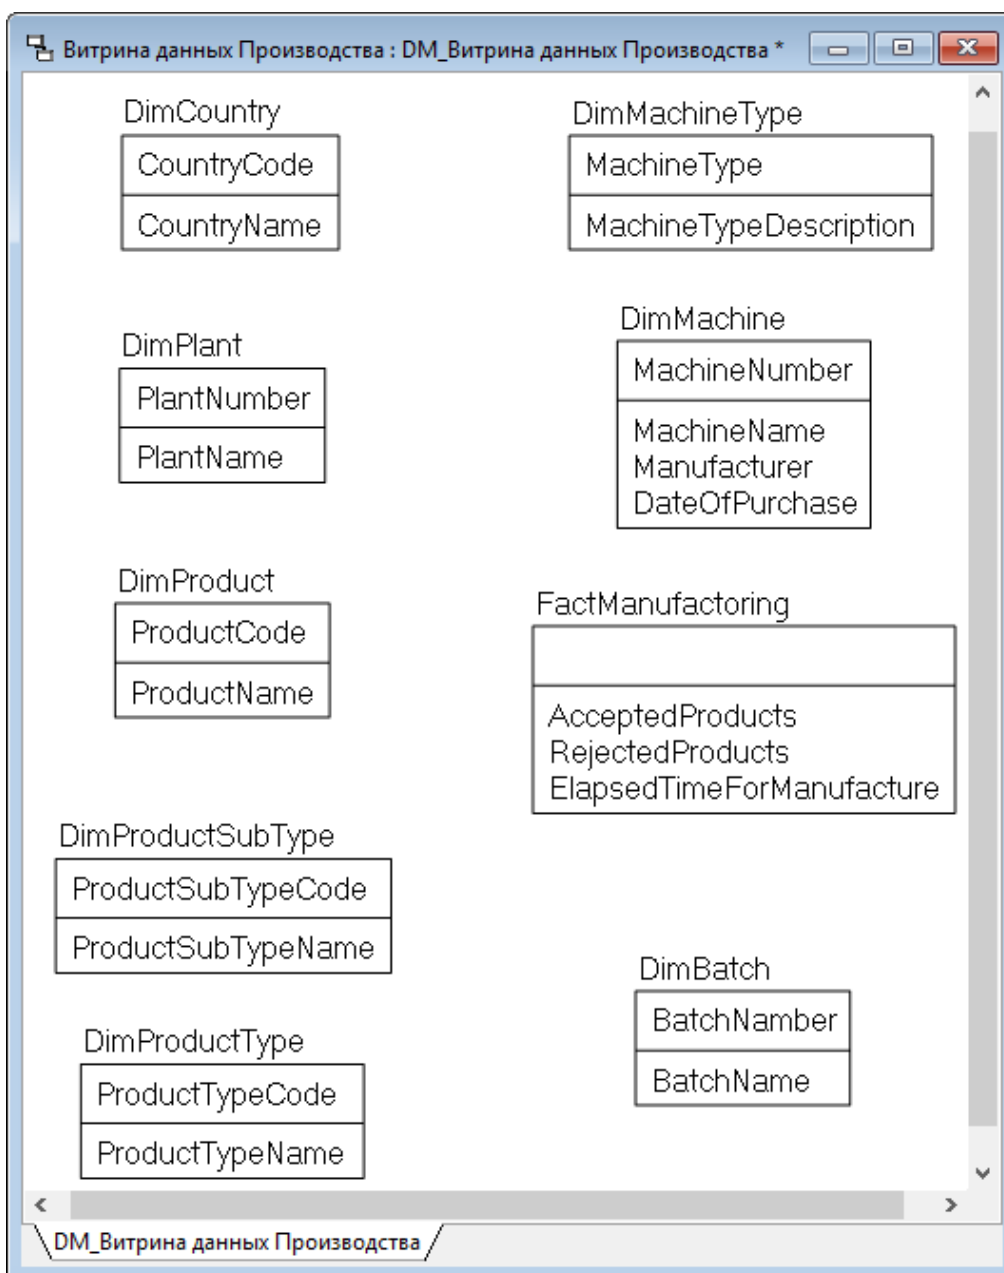 Витрина данных Производства : DM_Витрина данных Производства *
DimCountry
CountryCode
CountryName
DimPlant
PlantNumber
PlantName
DimProduct
ProductCode
ProductName
DimProductSubType
ProductSubTypeCode
ProductSubTypeName
DimProductType
ProductTypeCode
ProductTypeName
DimMachineType
MachineType
MachineTypeDescription
DimMachine
MachineNumber
MachineName
Manufacturer
DateOfPurchase
FactManufactoring
AcceptedProducts
RejectedProducts
ElapsedTimeForManufacture
DimBatch
BatchNamber
BatchName
DM_Витрина данных Производства